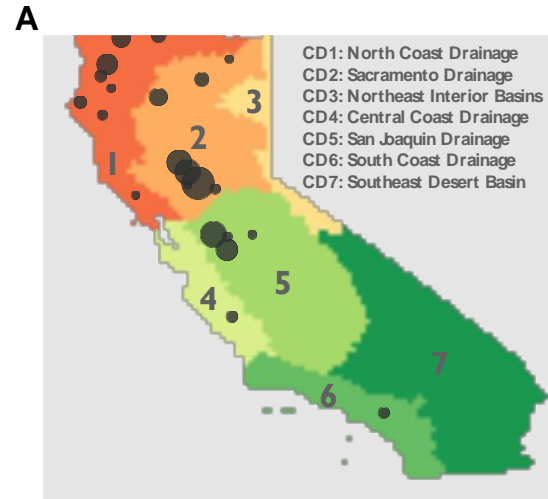 A
CD1: North Coast Drainage
CD2: Sacramento Drainage
CD3: Northeast Interior Basins
CD4: Central Coast Drainage
CD5: San Joaquin Drainage
CD6: South Coast Drainage
CD7: Southeast Desert Basin
3
2
1
5
4
7
6